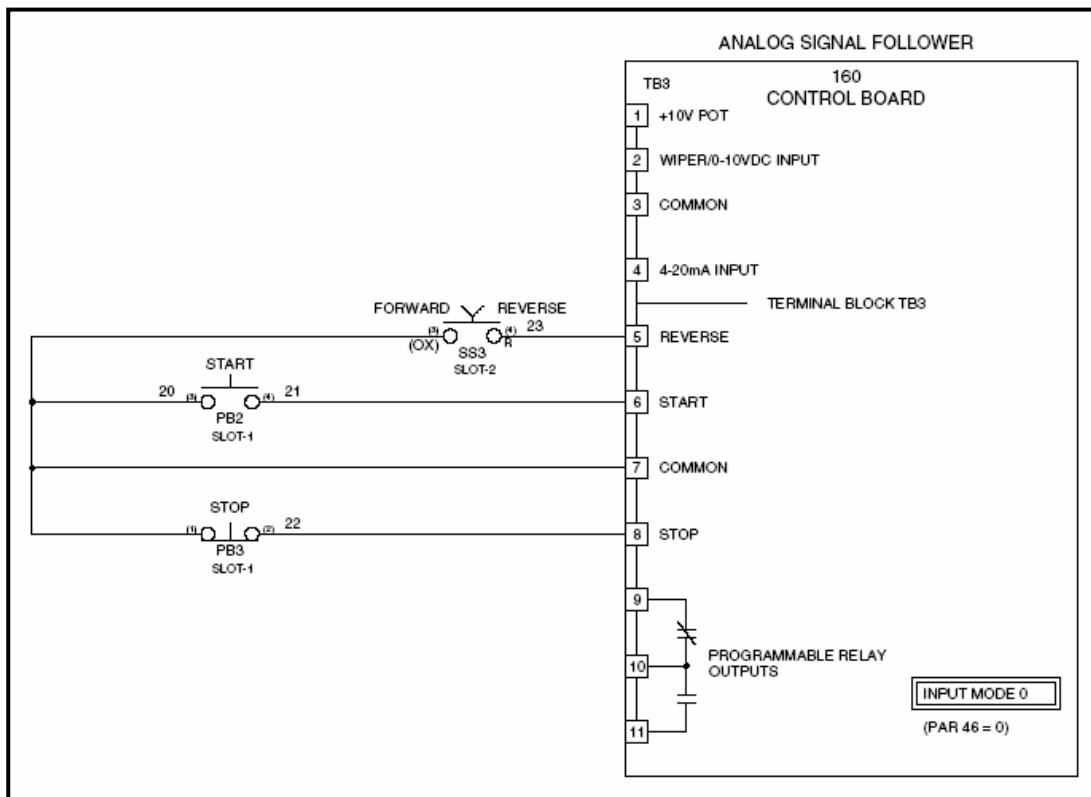 ANALOG SIGNAL FOLLOWER
160
CONTROL BOARD
TB3
1 +10V POT
2 WIPER/0-10VDC INPUT
3 COMMON
4 4-20mA INPUT
TERMINAL BLOCK TB3
FORWARD REVERSE
(3) (4) 23
(OX) R
SS3
SLOT-2
5 REVERSE
START
20 (3) (4) 21
PB2
SLOT-1
6 START
7 COMMON
STOP
(1) (2) 22
PB3
SLOT-1
8 STOP
9
10
PROGRAMMABLE RELAY
OUTPUTS
11
INPUT MODE 0
(PAR 46 = 0)